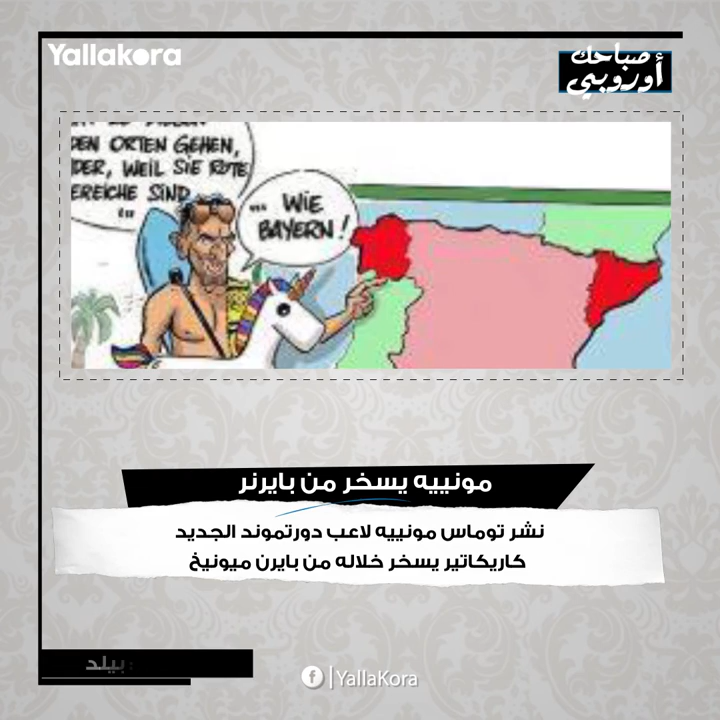 Yallakora
صباحك
أوروبي
DEN ORTEN GEHEN,
DER, WEIL SIE ROTE
EREICHE SIND
... WIE
BAYERN!
مونييه يسخر من بايرنر
نشر توماس مونييه لاعب دورتموند الجديد
كاريكاتير يسخر خلاله من بايرن ميونيخ
: بيلد
YallaKora